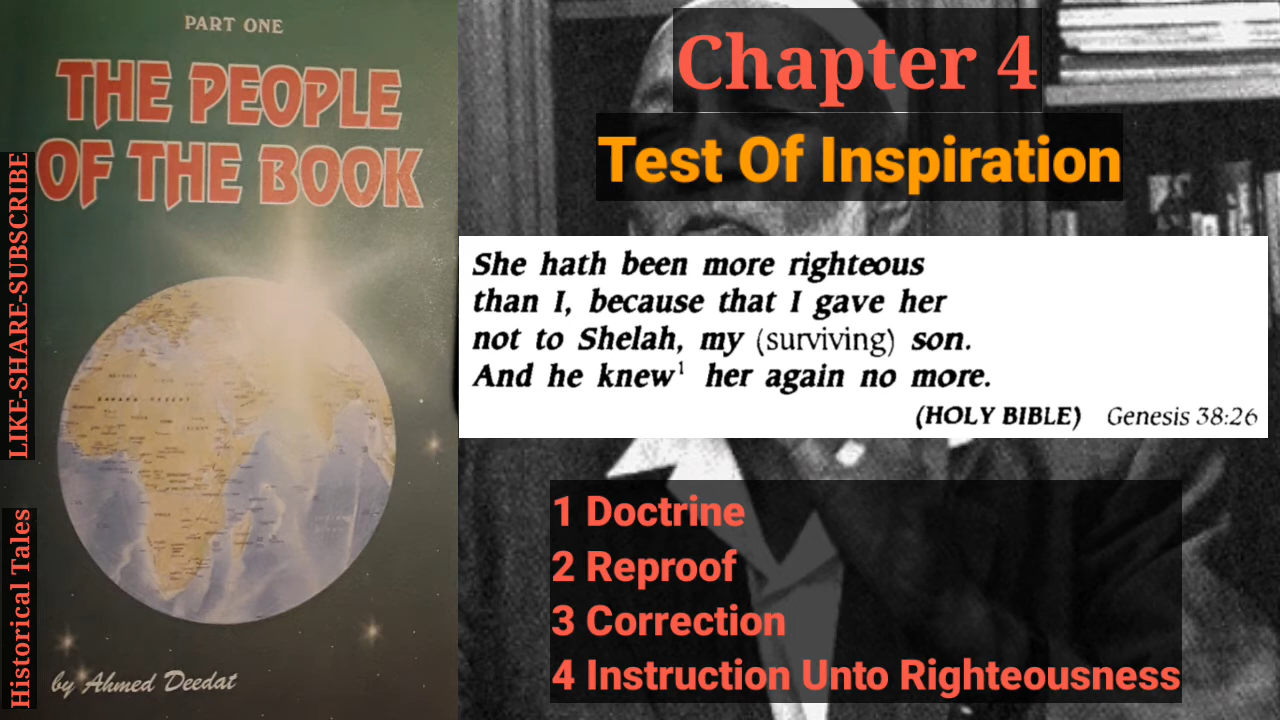 PART ONE
THE PEOPLE
OF THE BOOK
by Ahmed Deedat
LIKE-SHARE-SUBSCRIBE
Historical Tales
Chapter 4
Test Of Inspiration
She hath been more righteous
than I, because that I gave her
not to Shelah, my (surviving) son.
And he knew¹ her again no more.
(HOLY BIBLE) Genesis 38:26
1 Doctrine
2 Reproof
3 Correction
4 Instruction Unto Righteousness